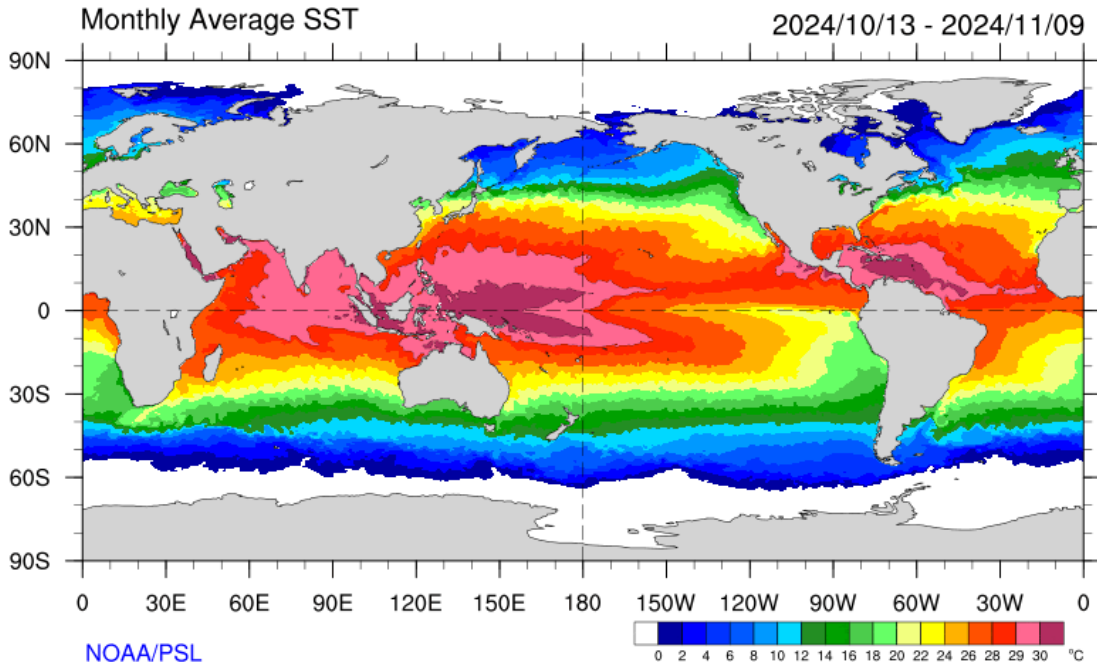 Monthly Average SST 2024/10/13 - 2024/11/09
90N
60N
30N
0
30S
60S
90S
0 30E 60E 90E 120E 150E 180 150W 120W 90W 60W 30W 0
NOAA/PSL
0 2 4 6 8 10 12 14 16 18 20 22 24 26 28 29 30 °C